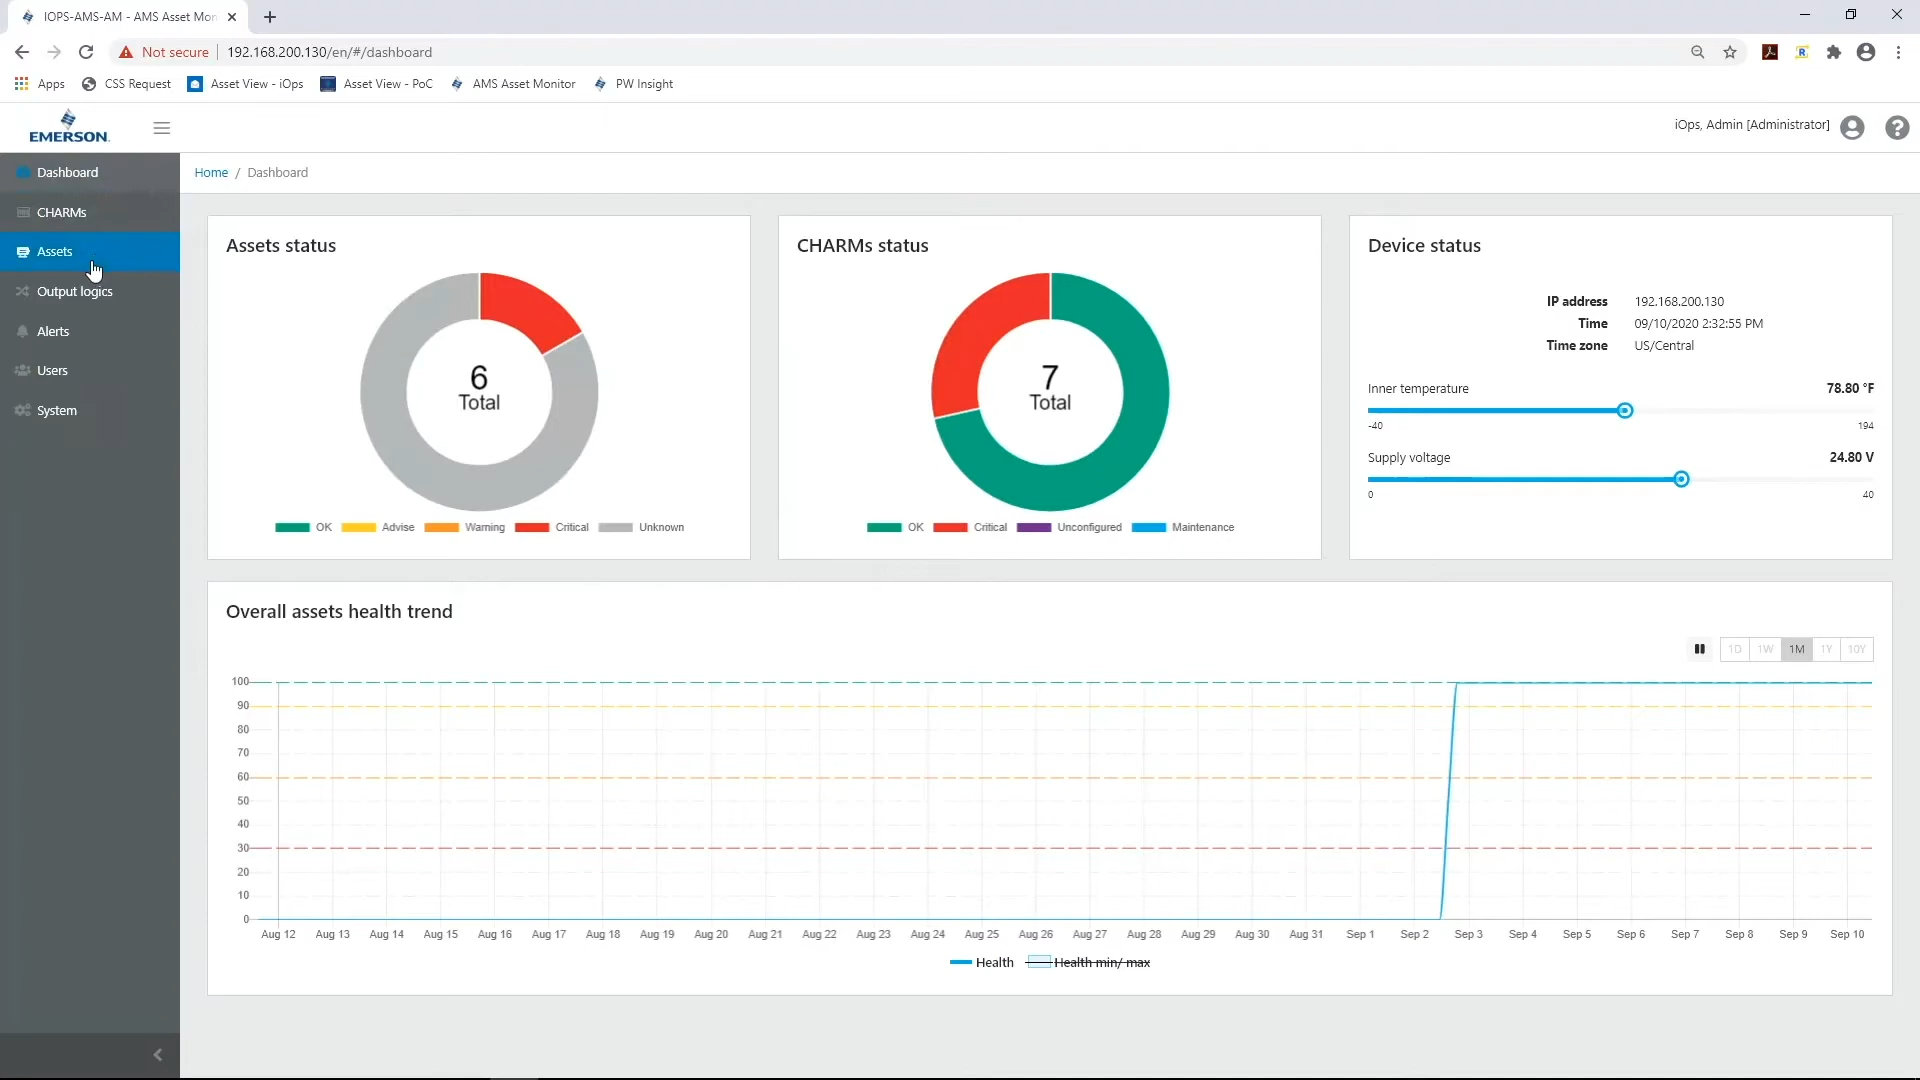 IOPS-AMS-AM - AMS Asset Mon
Not secure
192.168.200.130/en/#/dashboard
Apps
CSS Request
Asset View - iOps
Asset View - PoC
AMS Asset Monitor
PW Insight
EMERSON
iOps, Admin [Administrator]
Dashboard
CHARMs
Assets
Output logics
Alerts
Users
System
Home / Dashboard
Assets status
6
Total
OK Advise Warning Critical Unknown
CHARMs status
7
Total
OK Critical Unconfigured Maintenance
Device status
IP address 192.168.200.130
Time 09/10/2020 2:32:55 PM
Time zone US/Central
Inner temperature 78.80 °F
-40 194
Supply voltage 24.80 V
0 40
Overall assets health trend
1D 1W 1M 1Y 10Y
100
90
80
70
60
50
40
30
20
10
0
Aug 12 Aug 13 Aug 14 Aug 15 Aug 16 Aug 17 Aug 18 Aug 19 Aug 20 Aug 21 Aug 22 Aug 23 Aug 24 Aug 25 Aug 26 Aug 27 Aug 28 Aug 29 Aug 30 Aug 31 Sep 1 Sep 2 Sep 3 Sep 4 Sep 5 Sep 6 Sep 7 Sep 8 Sep 9 Sep 10
Health Health min/ max